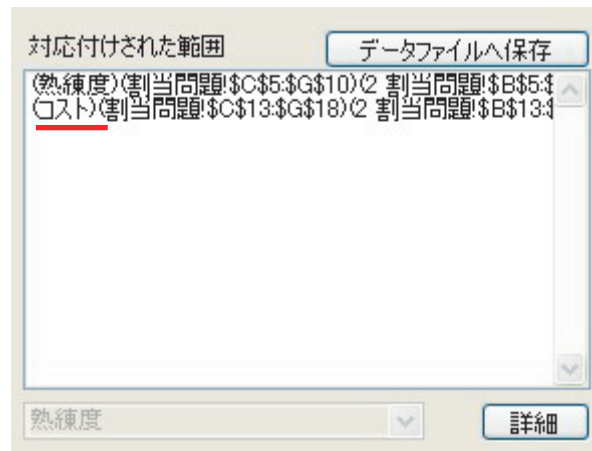 対応付けされた範囲
データファイルへ保存
(熟練度)(割当問題!$C$5:$G$10)(2 割当問題!$B$5:$
(コスト)(割当問題!$C$13:$G$18)(2 割当問題!$B$13:$
熟練度
詳細